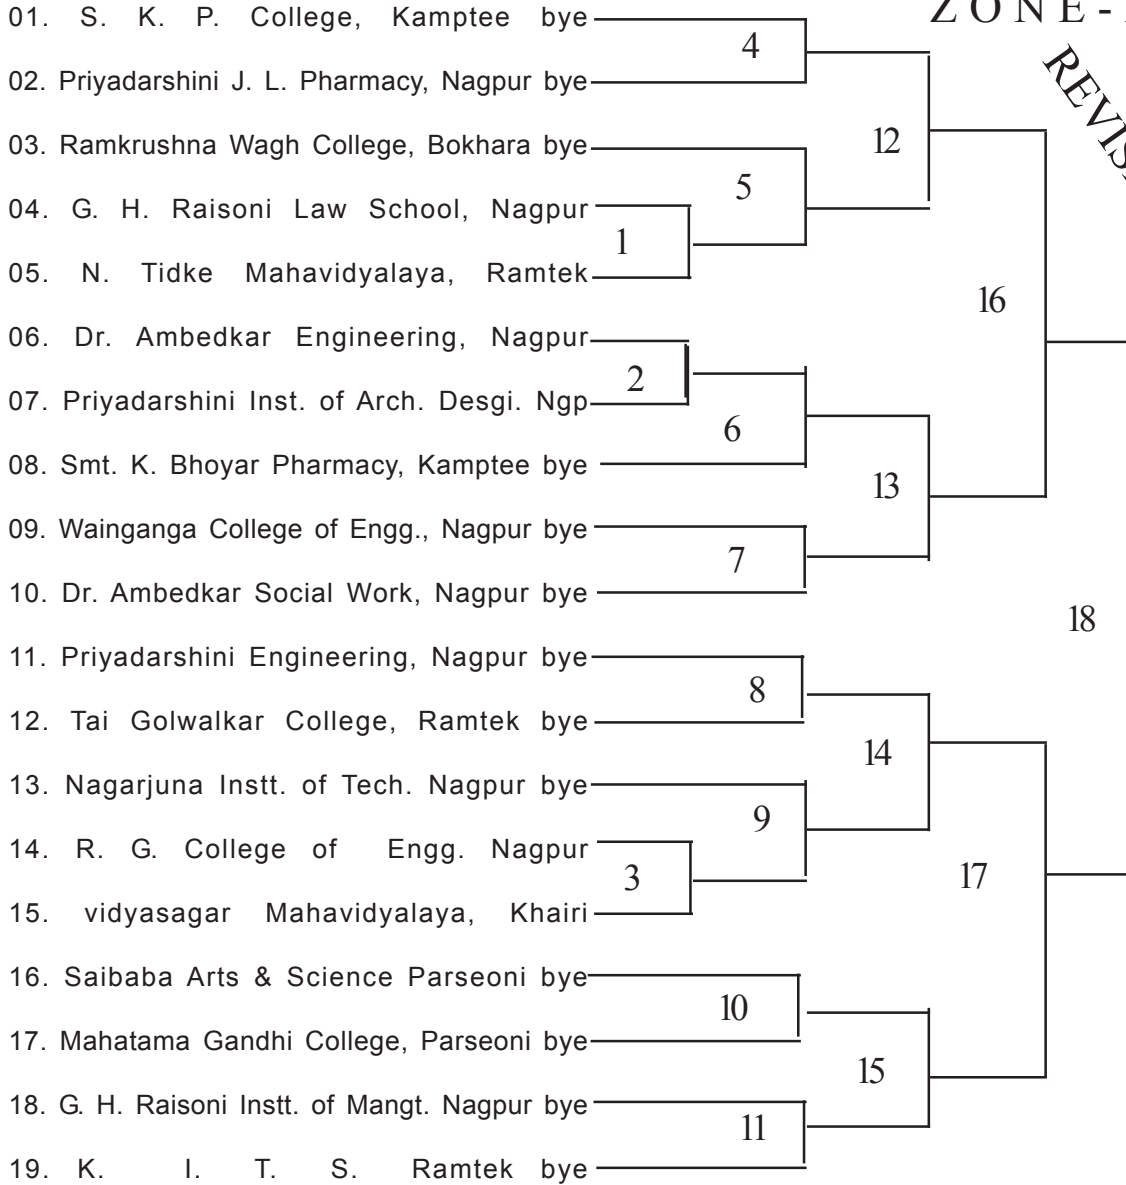 01. S. K. P. College, Kamptee bye
ZONE-
4
REVIS
02. Priyadarshini J. L. Pharmacy, Nagpur bye
03. Ramkrushna Wagh College, Bokhara bye
12
5
04. G. H. Raisoni Law School, Nagpur
1
05. N. Tidke Mahavidyalaya, Ramtek
16
06. Dr. Ambedkar Engineering, Nagpur
2
07. Priyadarshini Inst. of Arch. Desgi. Ngp
6
08. Smt. K. Bhoyar Pharmacy, Kamptee bye
13
09. Wainganga College of Engg., Nagpur bye
7
10. Dr. Ambedkar Social Work, Nagpur bye
18
11. Priyadarshini Engineering, Nagpur bye
8
12. Tai Golwalkar College, Ramtek bye
14
13. Nagarjuna Instt. of Tech. Nagpur bye
9
14. R. G. College of Engg. Nagpur
3
17
15. vidyasagar Mahavidyalaya, Khairi
16. Saibaba Arts & Science Parseoni bye
10
17. Mahatama Gandhi College, Parseoni bye
15
18. G. H. Raisoni Instt. of Mangt. Nagpur bye
11
19. K. I. T. S. Ramtek bye